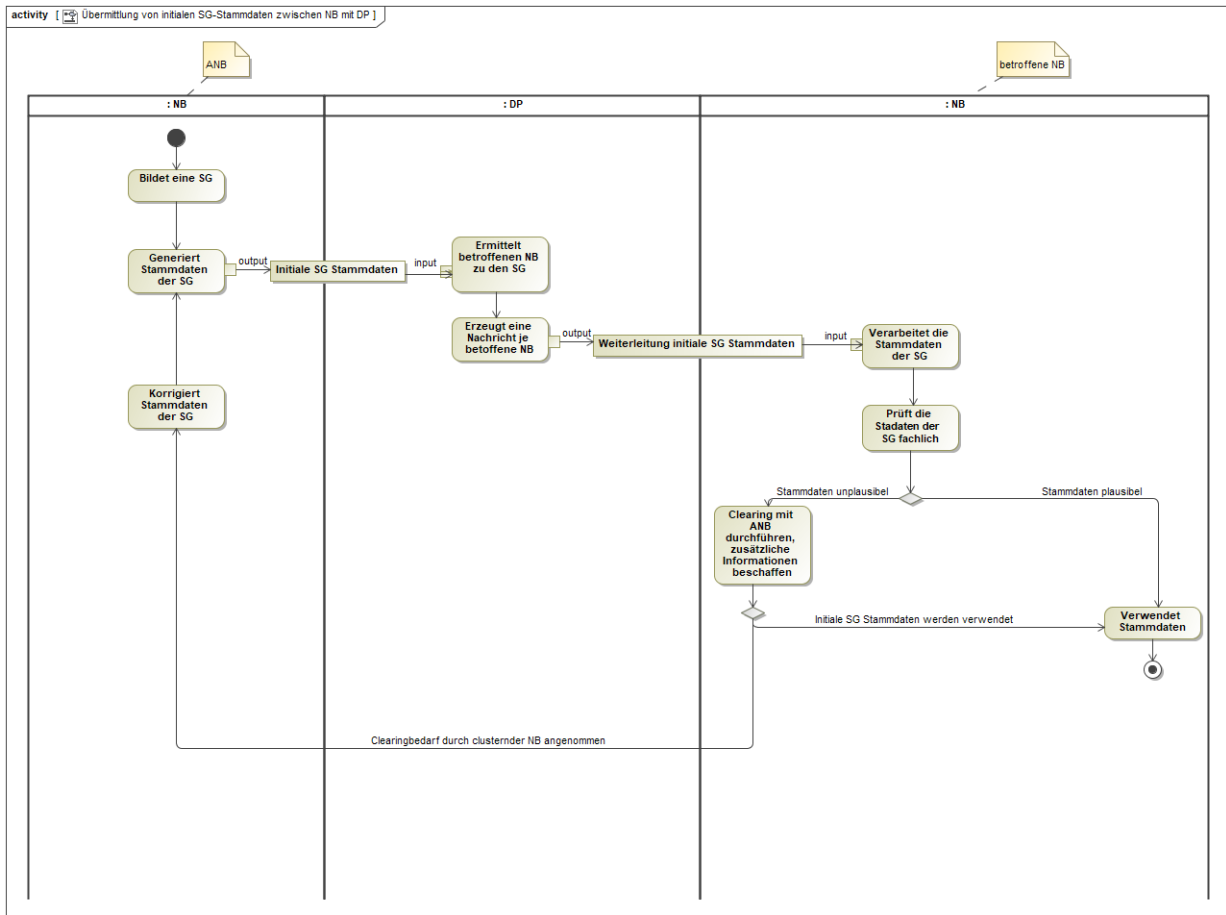 activity [ Übermittlung von initialen SG-Stammdaten zwischen NB mit DP ]
ANB
betroffene NB
: NB
: DP
: NB
Bildet eine SG
Generiert
Stammdaten
der SG
output
Initiale SG Stammdaten
input
Ermittelt
betroffenen NB
zu den SG
Erzeugt eine
Nachricht je
betoffene NB
output
Weiterleitung initiale SG Stammdaten
input
Verarbeitet die
Stammdaten
der SG
Korrigiert
Stammdaten
der SG
Prüft die
Stadaten der
SG fachlich
Stammdaten unplausibel
Stammdaten plausibel
Clearing mit
ANB
durchführen,
zusätzliche
Informationen
beschaffen
Initiale SG Stammdaten werden verwendet
Verwendet
Stammdaten
Clearingbedarf durch clusternder NB angenommen